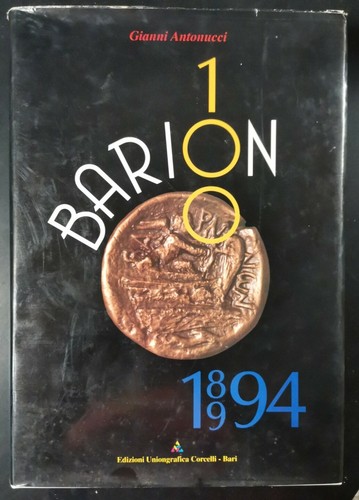 Gianni Antonucci
100
BARION
1894
1994
Edizioni Uniongrafica Corcelli - Bari